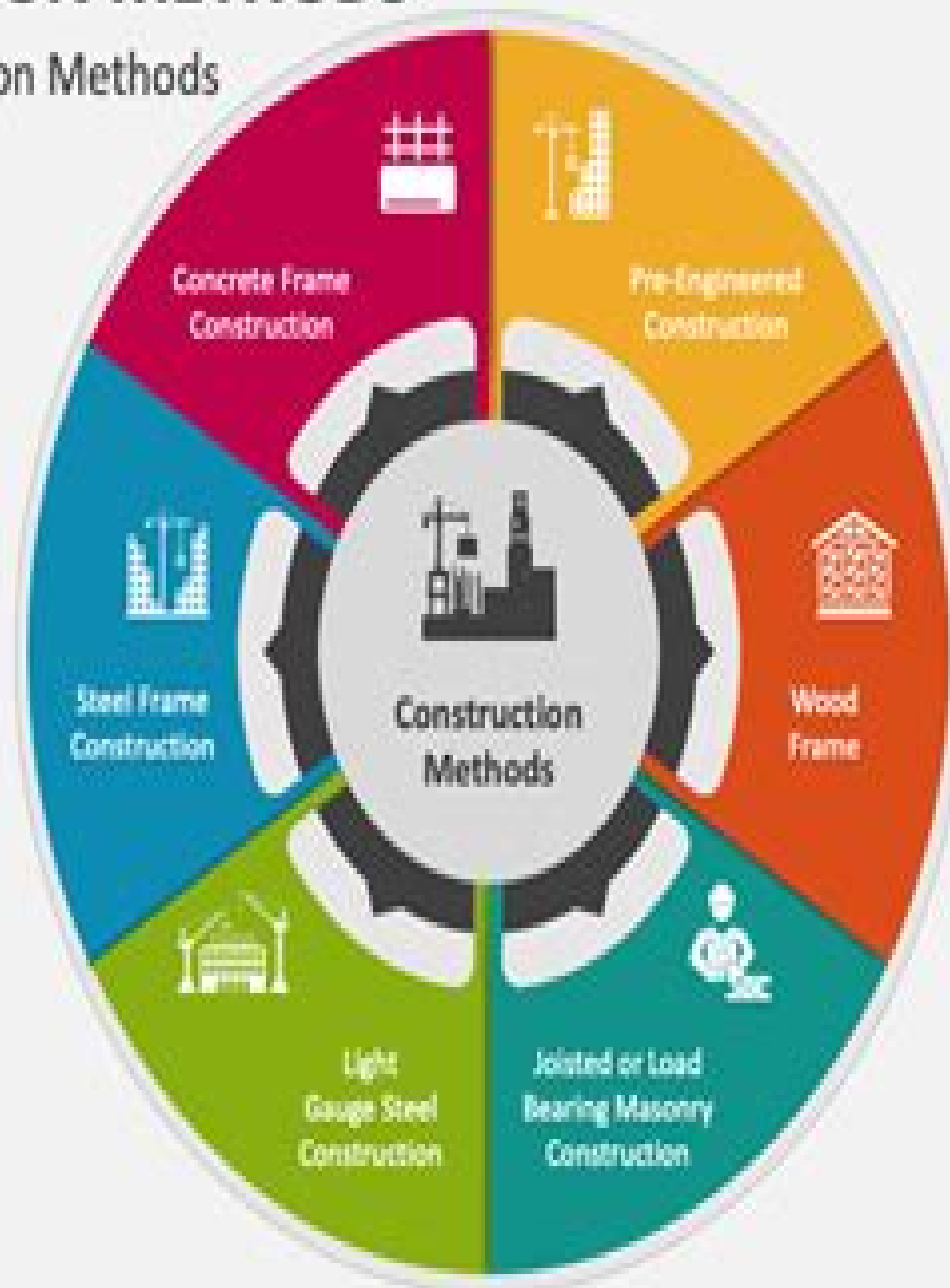 on Methods
Concrete Frame
Construction
Pre-Engineered
Construction
Steel Frame
Construction
Construction
Methods
Wood
Frame
Light
Gauge Steel
Construction
Joisted or Load
Bearing Masonry
Construction